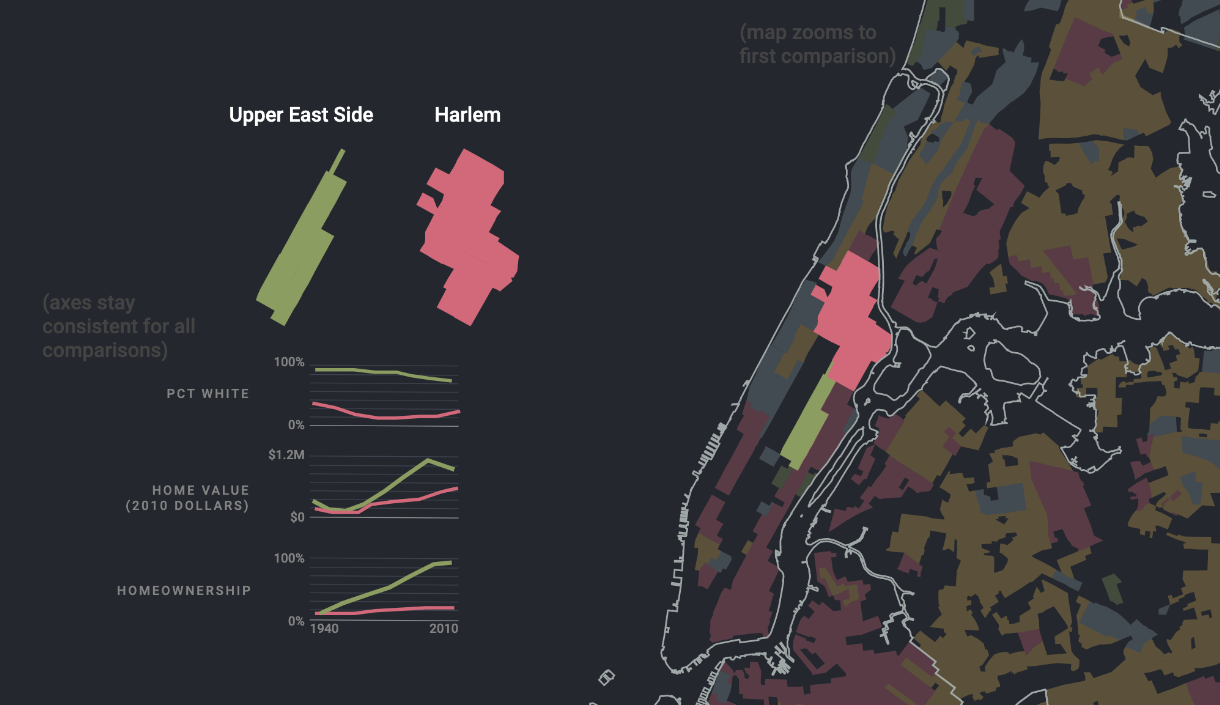 (map zooms to
first comparison)
Upper East Side
Harlem
(axes stay
consistent for all
comparisons)
100%
PCT WHITE
0%
$1.2M
HOME VALUE
(2010 DOLLARS)
$0
100%
HOMEOWNERSHIP
0%
1940
2010